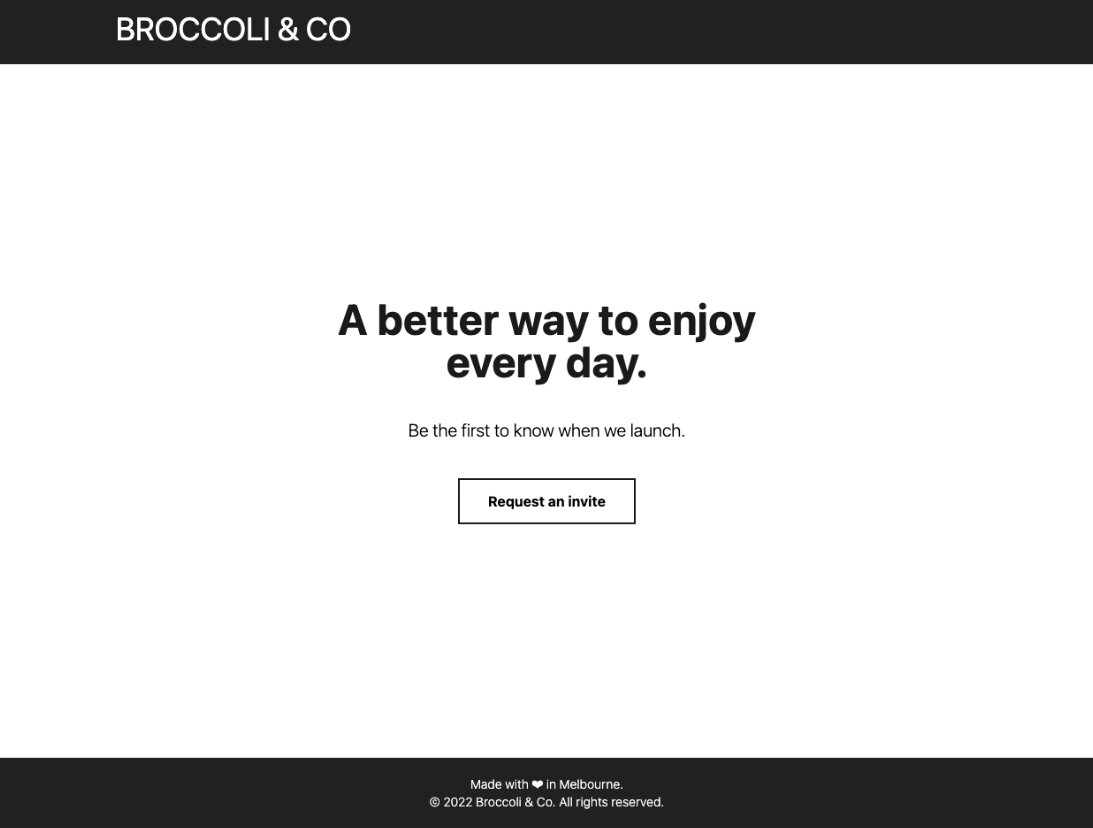 BROCCOLI & CO
A better way to enjoy
every day.
Be the first to know when we launch.
Request an invite
Made with ❤ in Melbourne.
© 2022 Broccoli & Co. All rights reserved.